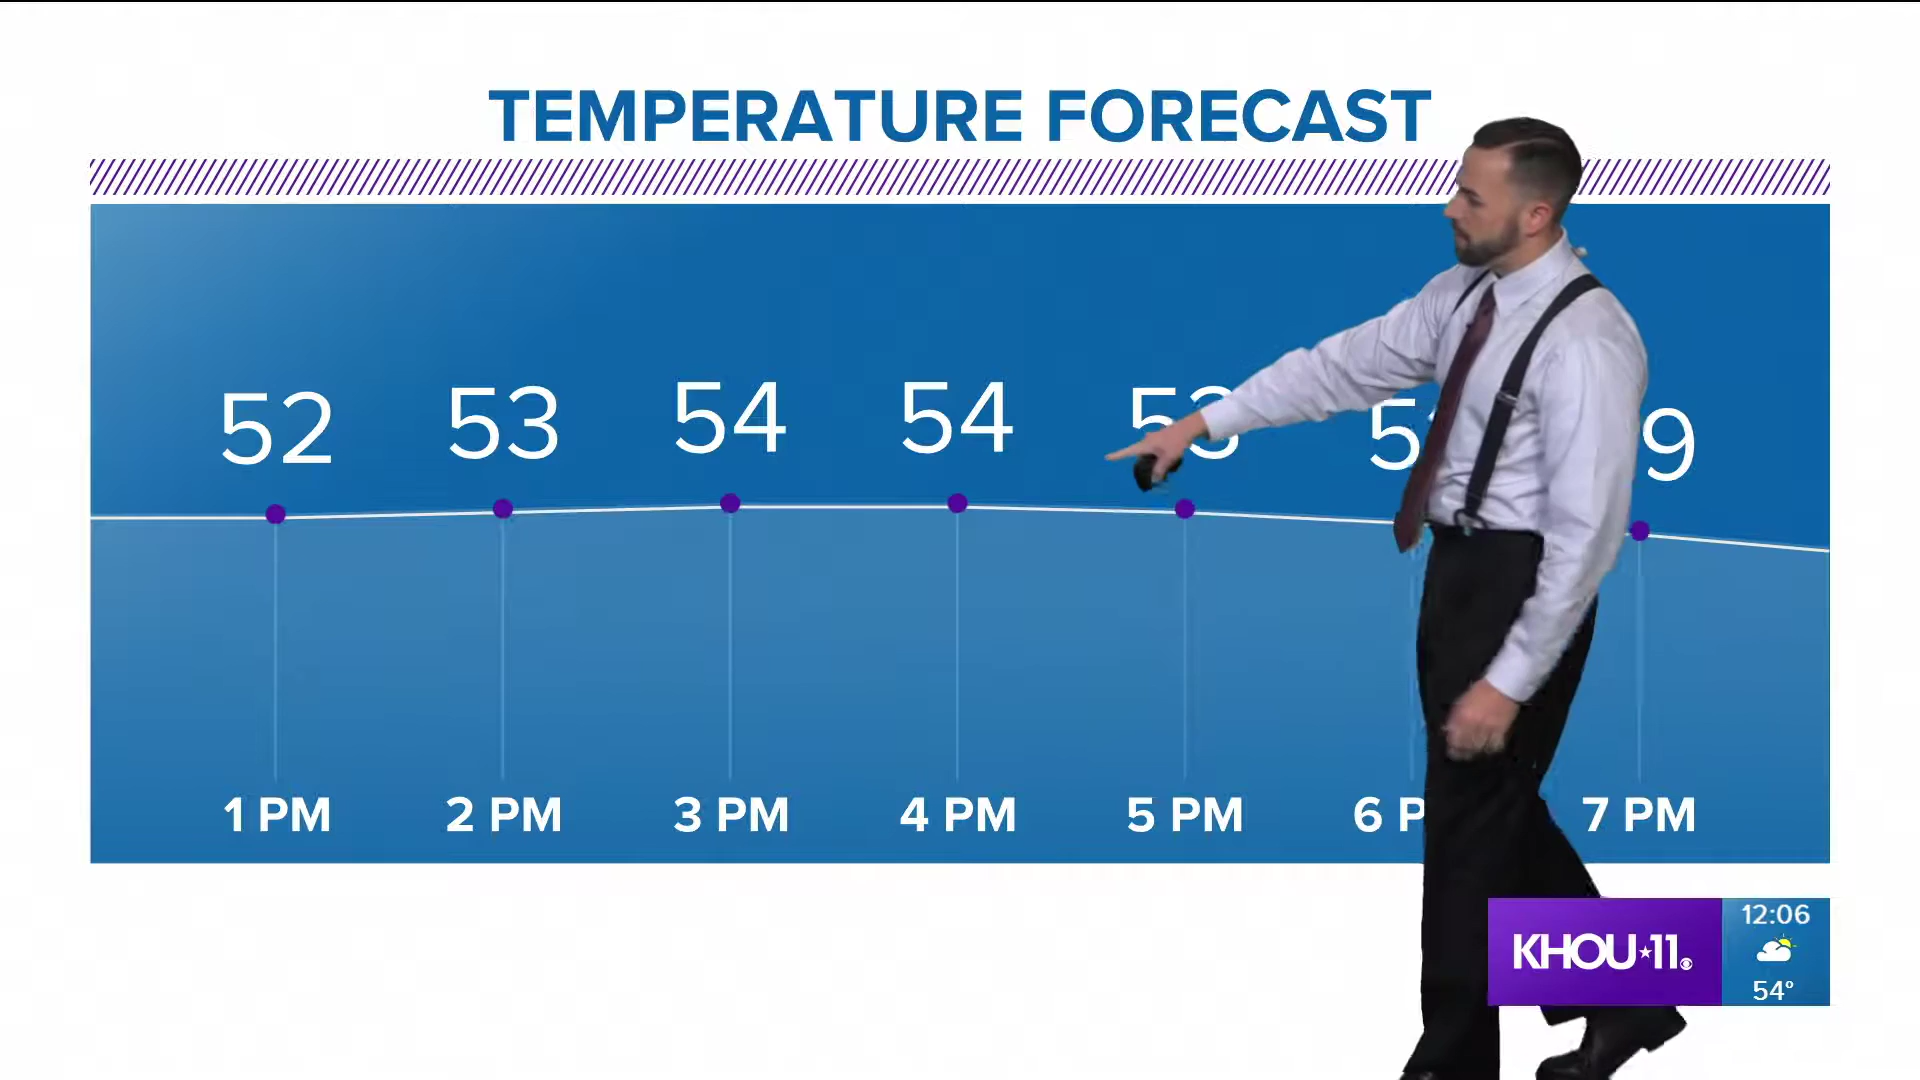 TEMPERATURE FORECAST
52 53 54 54 53
1 PM 2 PM 3 PM 4 PM 5 PM 7 PM
KHOU★11
12:06
54°